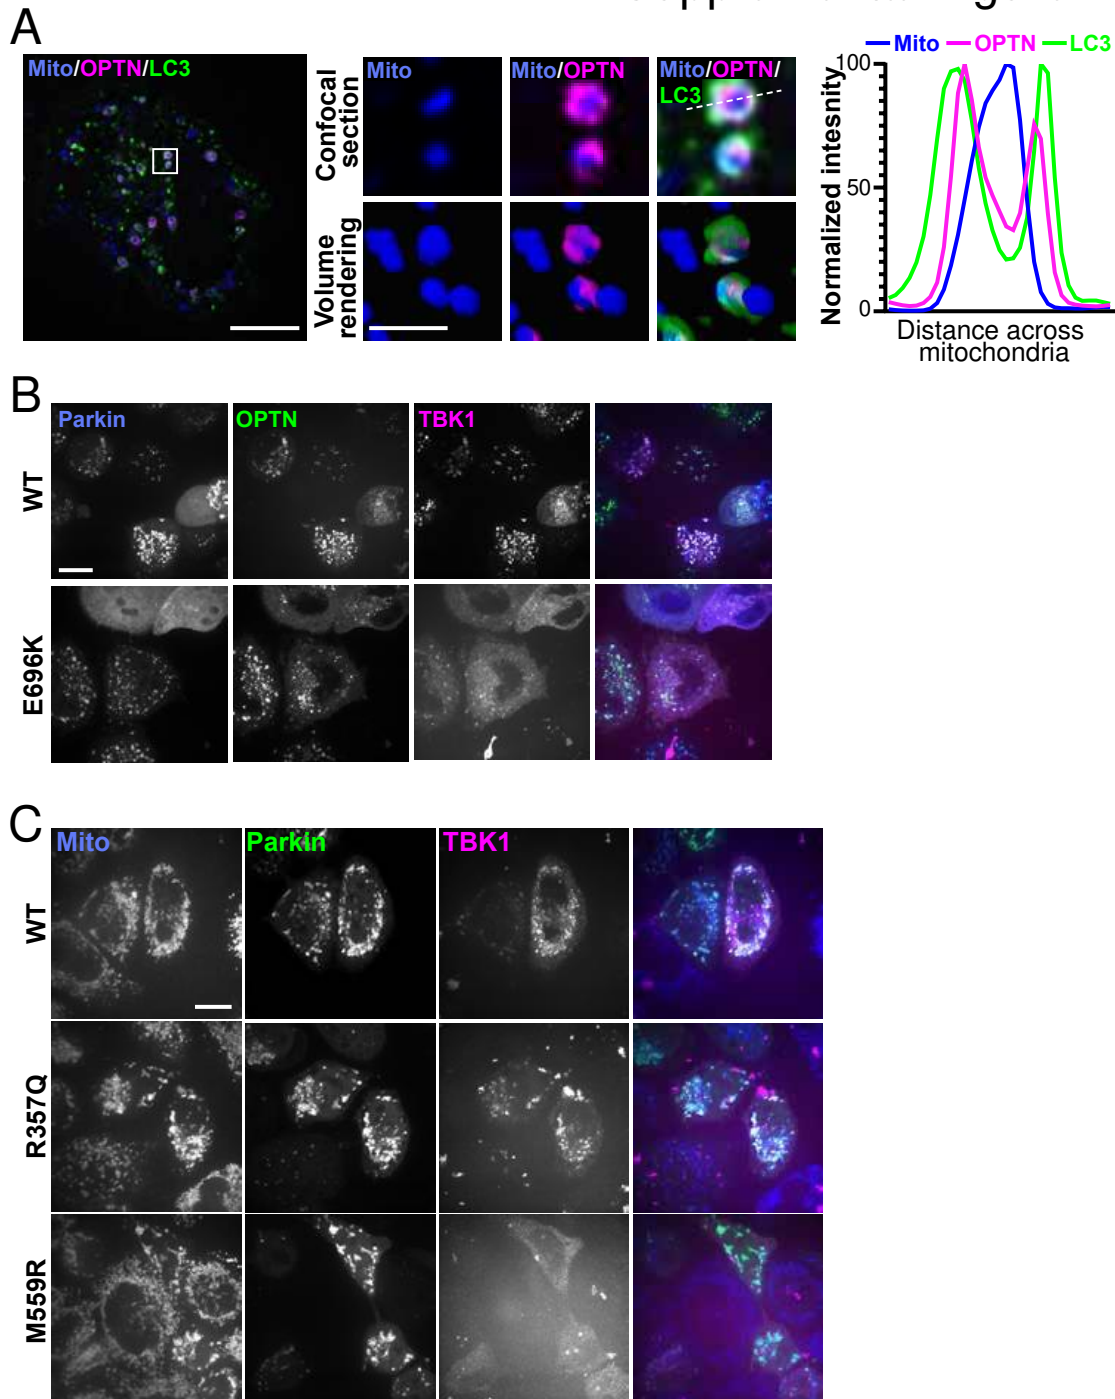 A
Mito/OPTN/LC3
Confocal
section
Mito
Mito/OPTN
Mito/OPTN/
LC3
Volume
rendering
Mito OPTN LC3
Normalized intesnity
100
50
0
Distance across
mitochondria
B
Parkin
OPTN
TBK1
WT
E696K
C
Mito
Parkin
TBK1
WT
R357Q
M559R